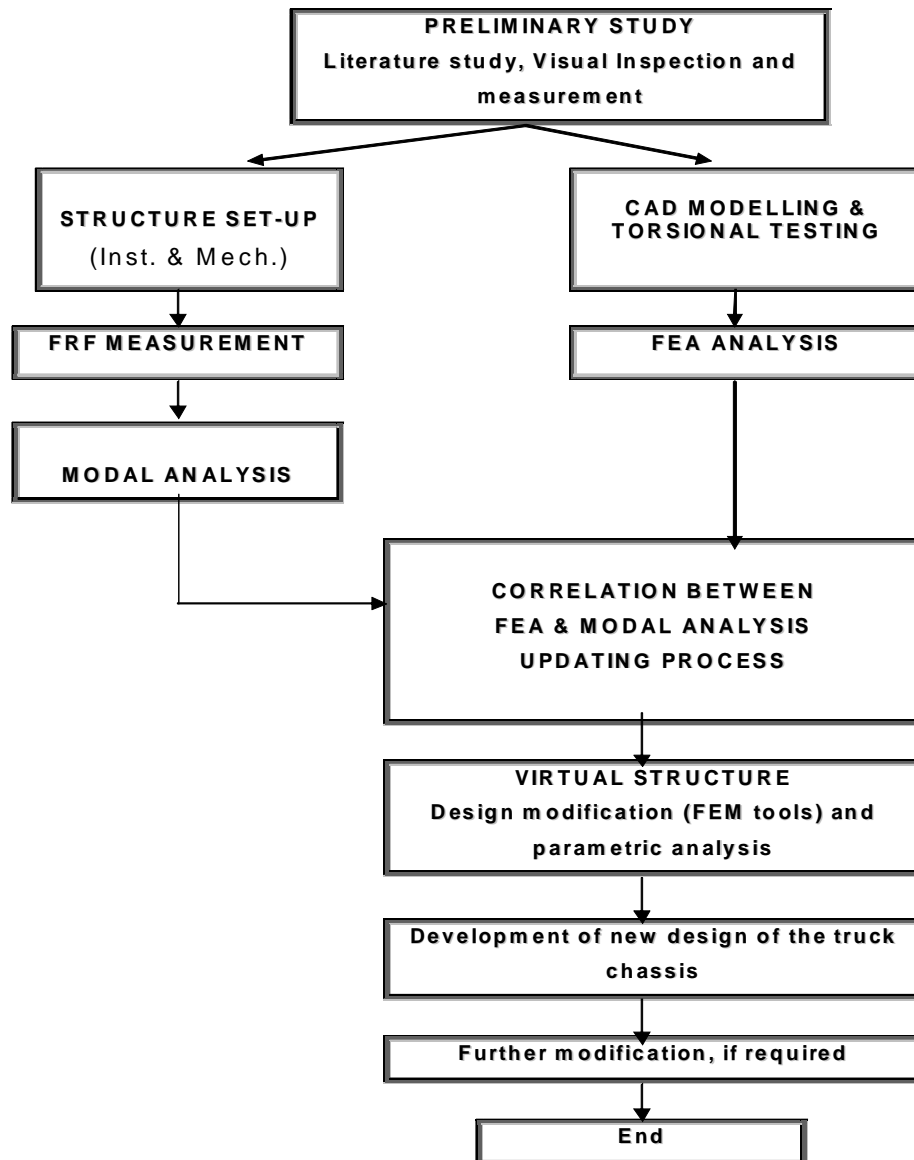 PRELIMINARY STUDY
Literature study, Visual Inspection and
measurement
STRUCTURE SET-UP
(Inst. & Mech.)
CAD MODELLING &
TORSIONAL TESTING
FRF MEASUREMENT
FEA ANALYSIS
MODAL ANALYSIS
CORRELATION BETWEEN
FEA & MODAL ANALYSIS
UPDATING PROCESS
VIRTUAL STRUCTURE
Design modification (FEM tools) and
parametric analysis
Development of new design of the truck
chassis
Further modification, if required
End